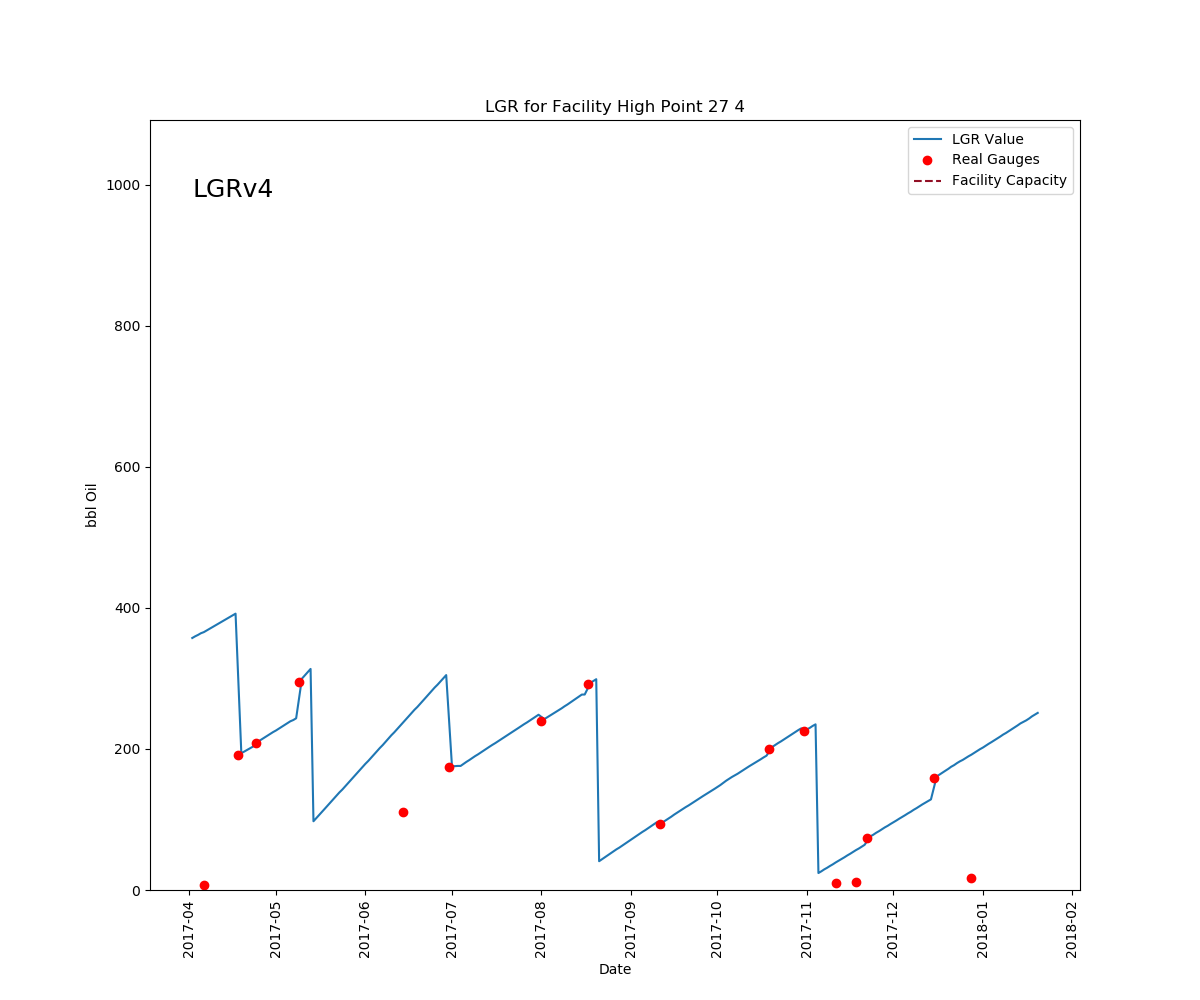 LGR for Facility High Point 27 4
LGRv4
LGR Value
Real Gauges
Facility Capacity
bbl Oil
1000
800
600
400
200
0
2017-04
2017-05
2017-06
2017-07
2017-08
2017-09
2017-10
2017-11
2017-12
2018-01
2018-02
Date